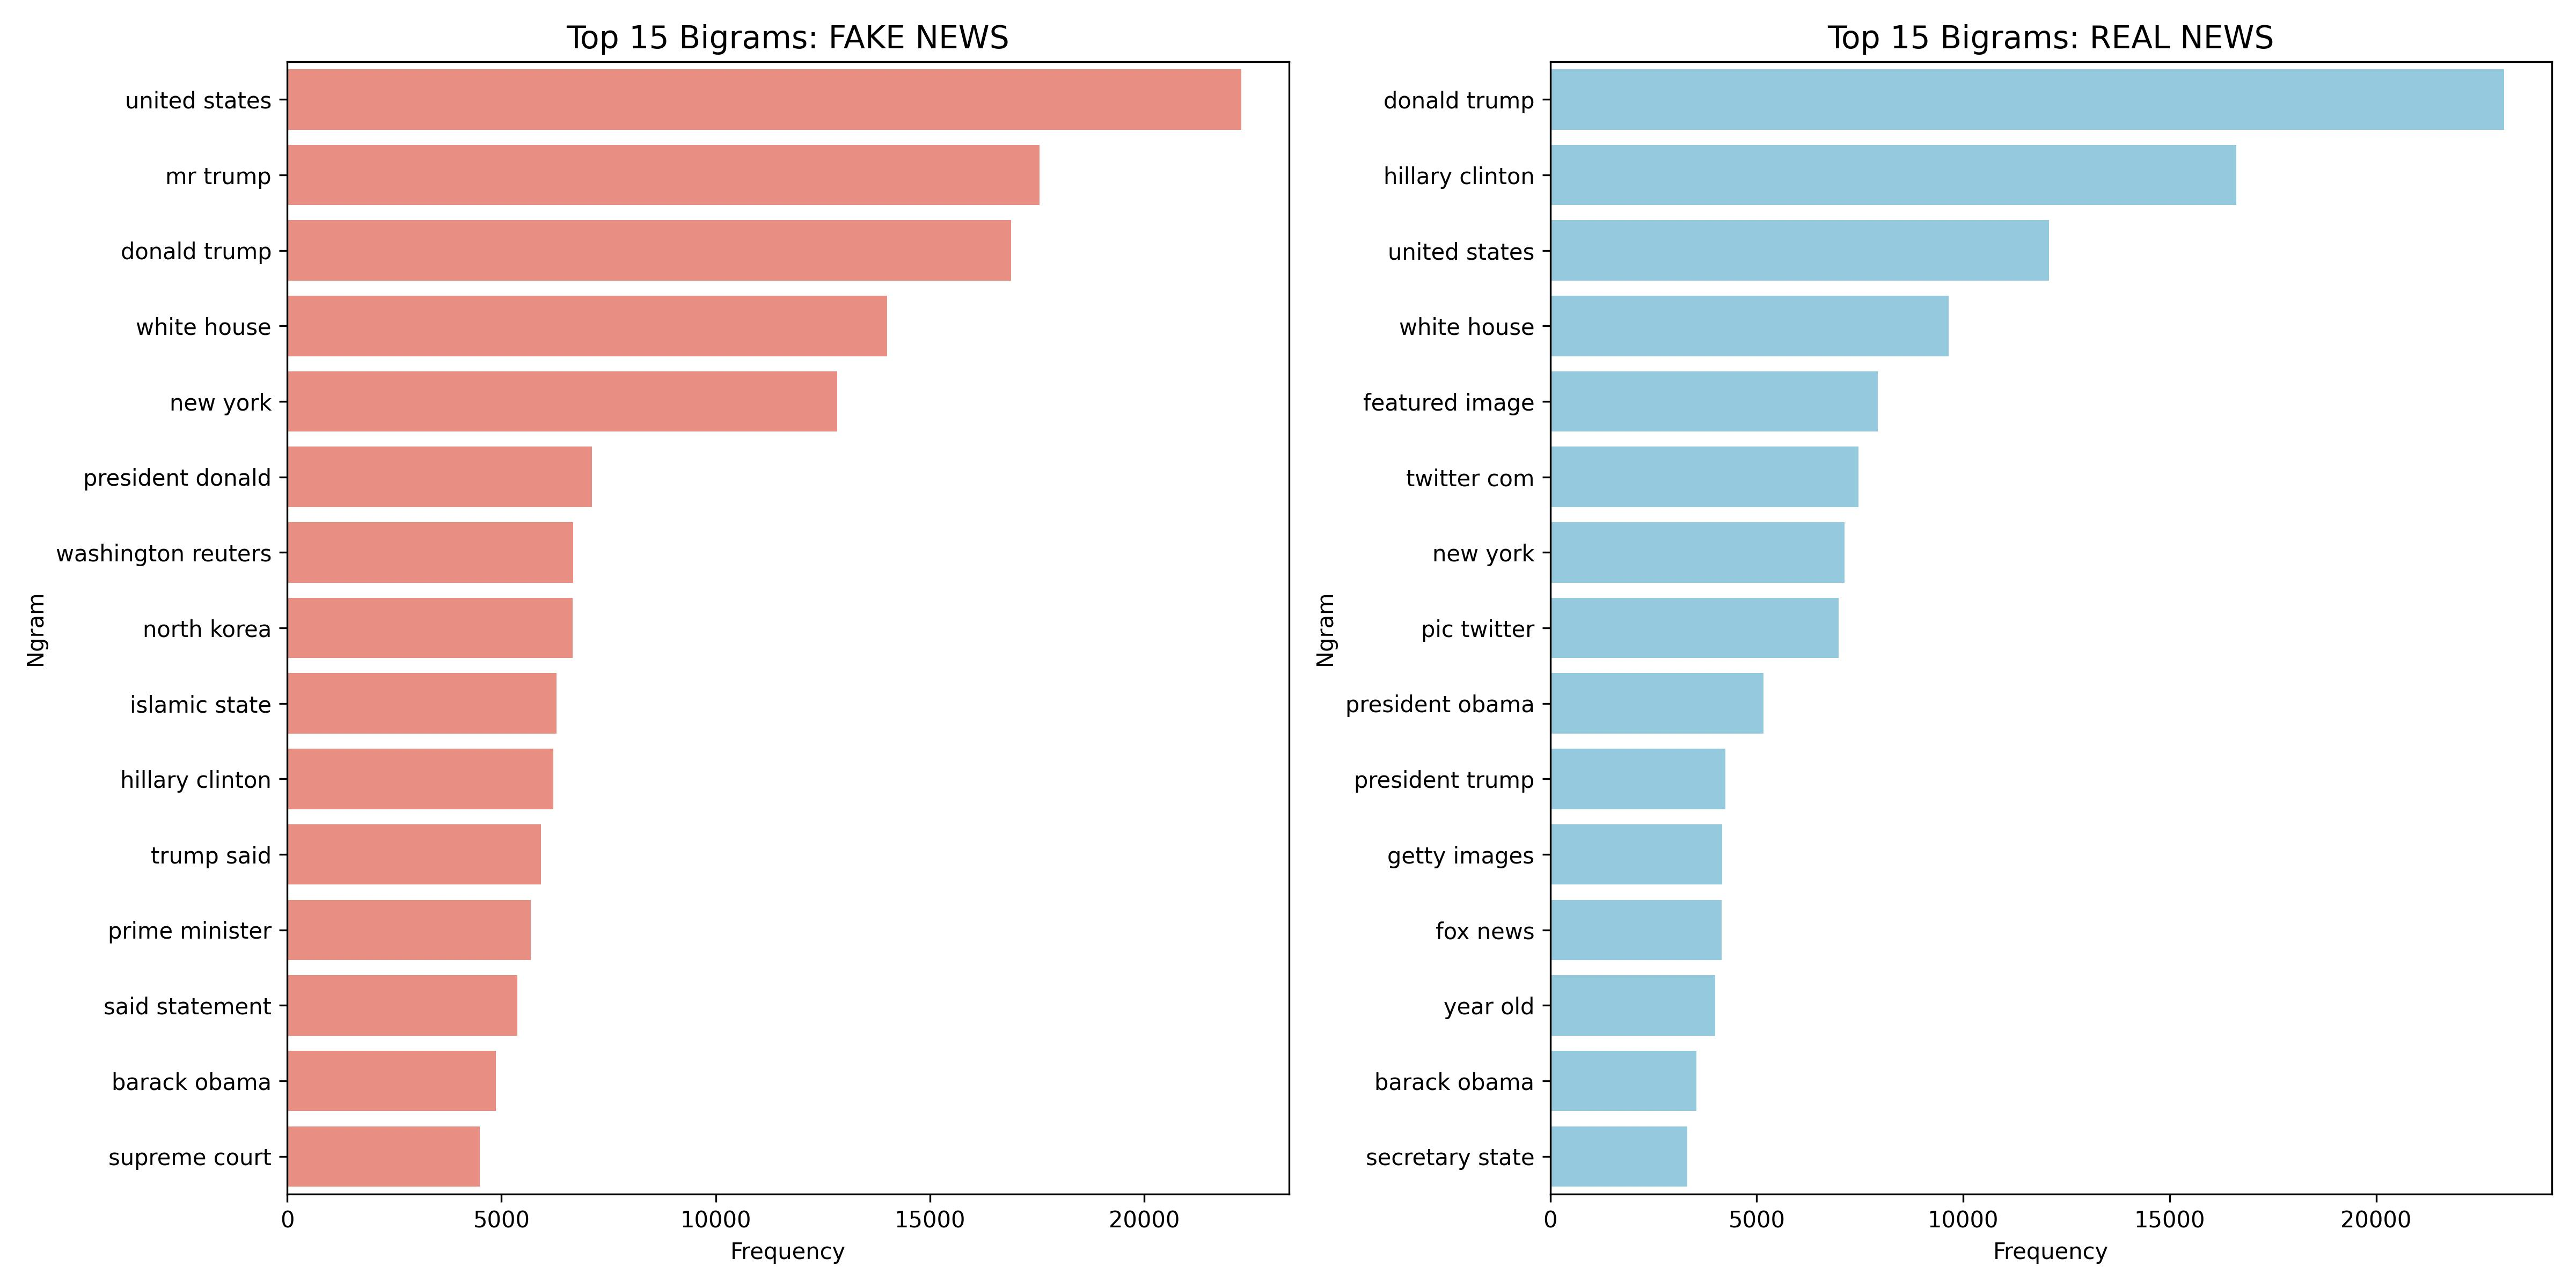 Top 15 Bigrams: FAKE NEWS
Ngram
united states
mr trump
donald trump
white house
new york
president donald
washington reuters
north korea
islamic state
hillary clinton
trump said
prime minister
said statement
barack obama
supreme court
0 5000 10000 15000 20000
Frequency
Top 15 Bigrams: REAL NEWS
Ngram
donald trump
hillary clinton
united states
white house
featured image
twitter com
new york
pic twitter
president obama
president trump
getty images
fox news
year old
barack obama
secretary state
0 5000 10000 15000 20000
Frequency